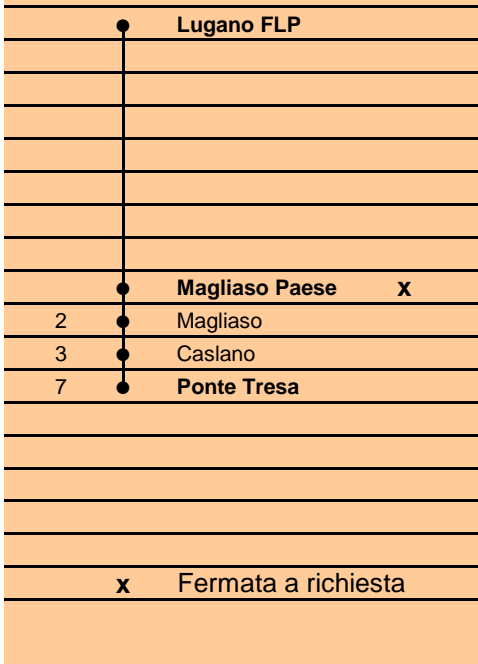 Lugano FLP
Magliaso Paese x
2 Magliaso
3 Caslano
7 Ponte Tresa
x Fermata a richiesta